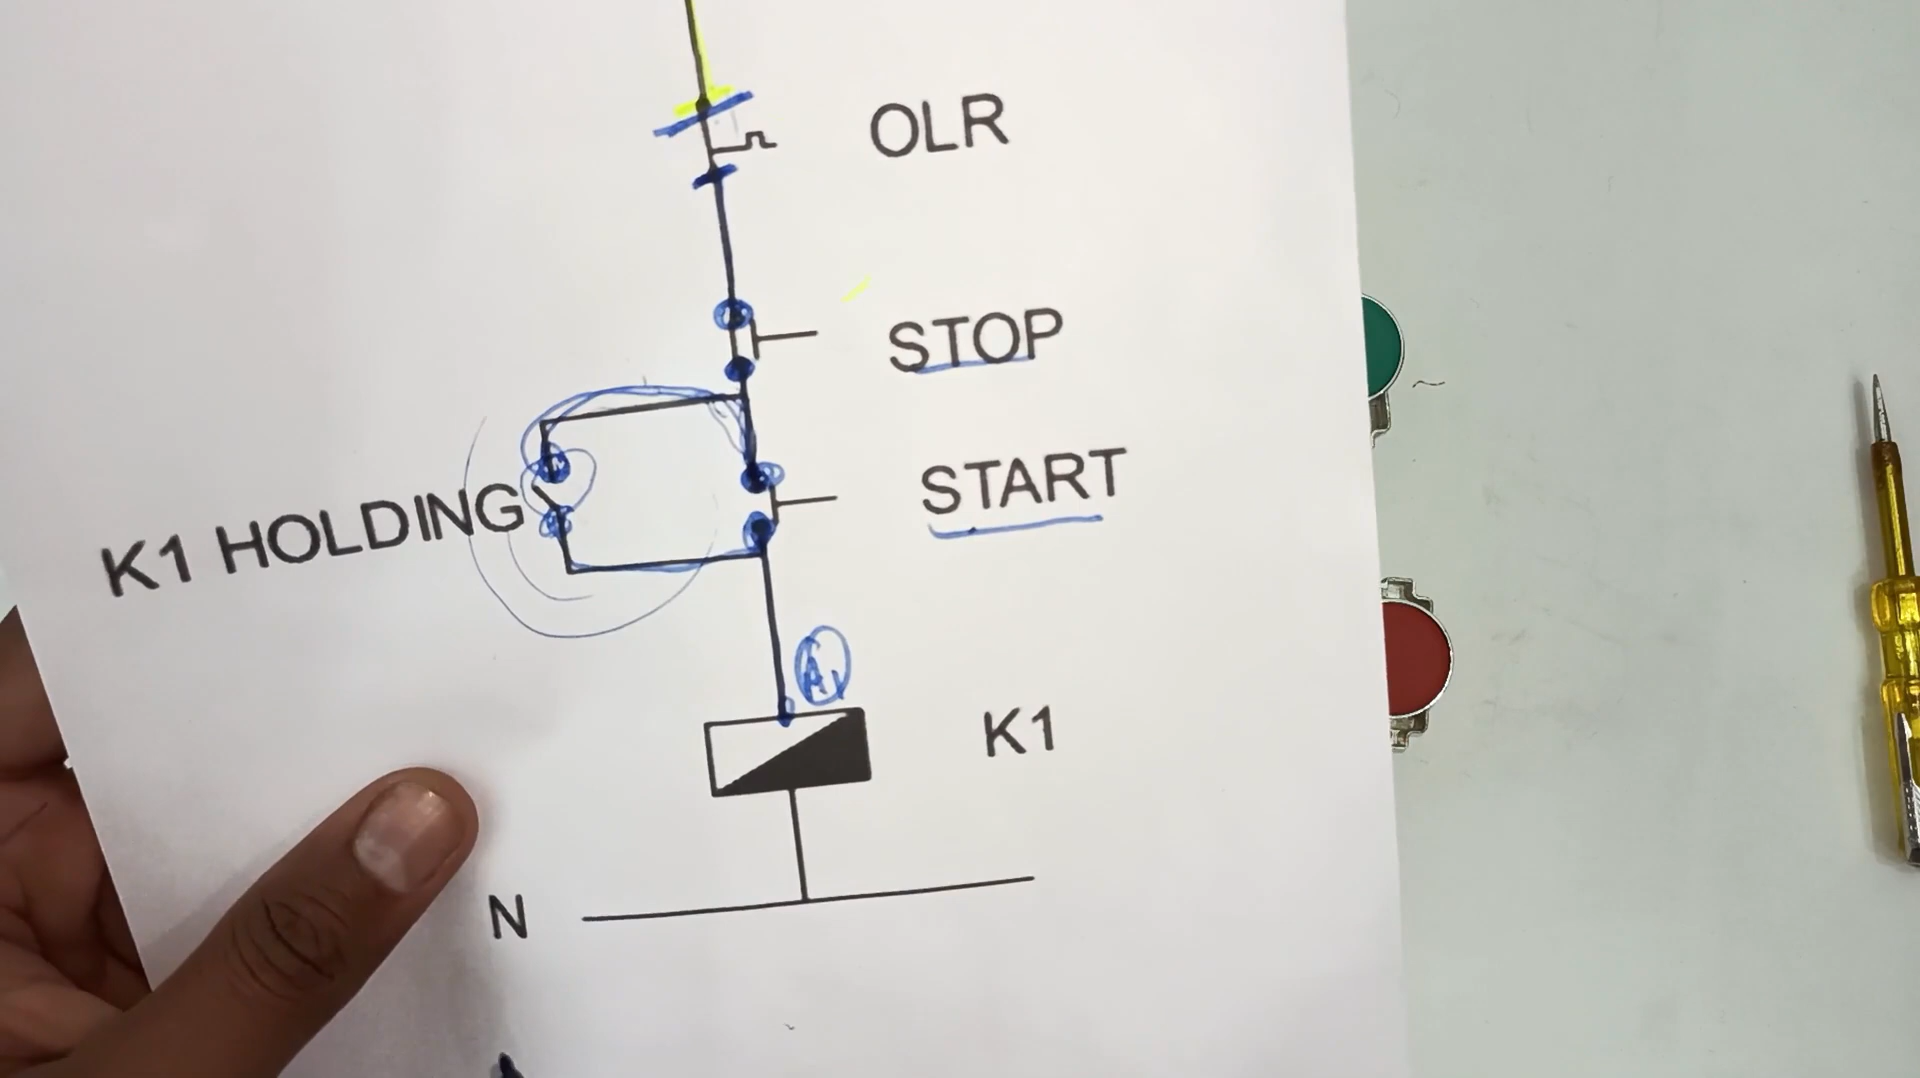 OLR
STOP
START
K1 HOLDING
A1
K1
N